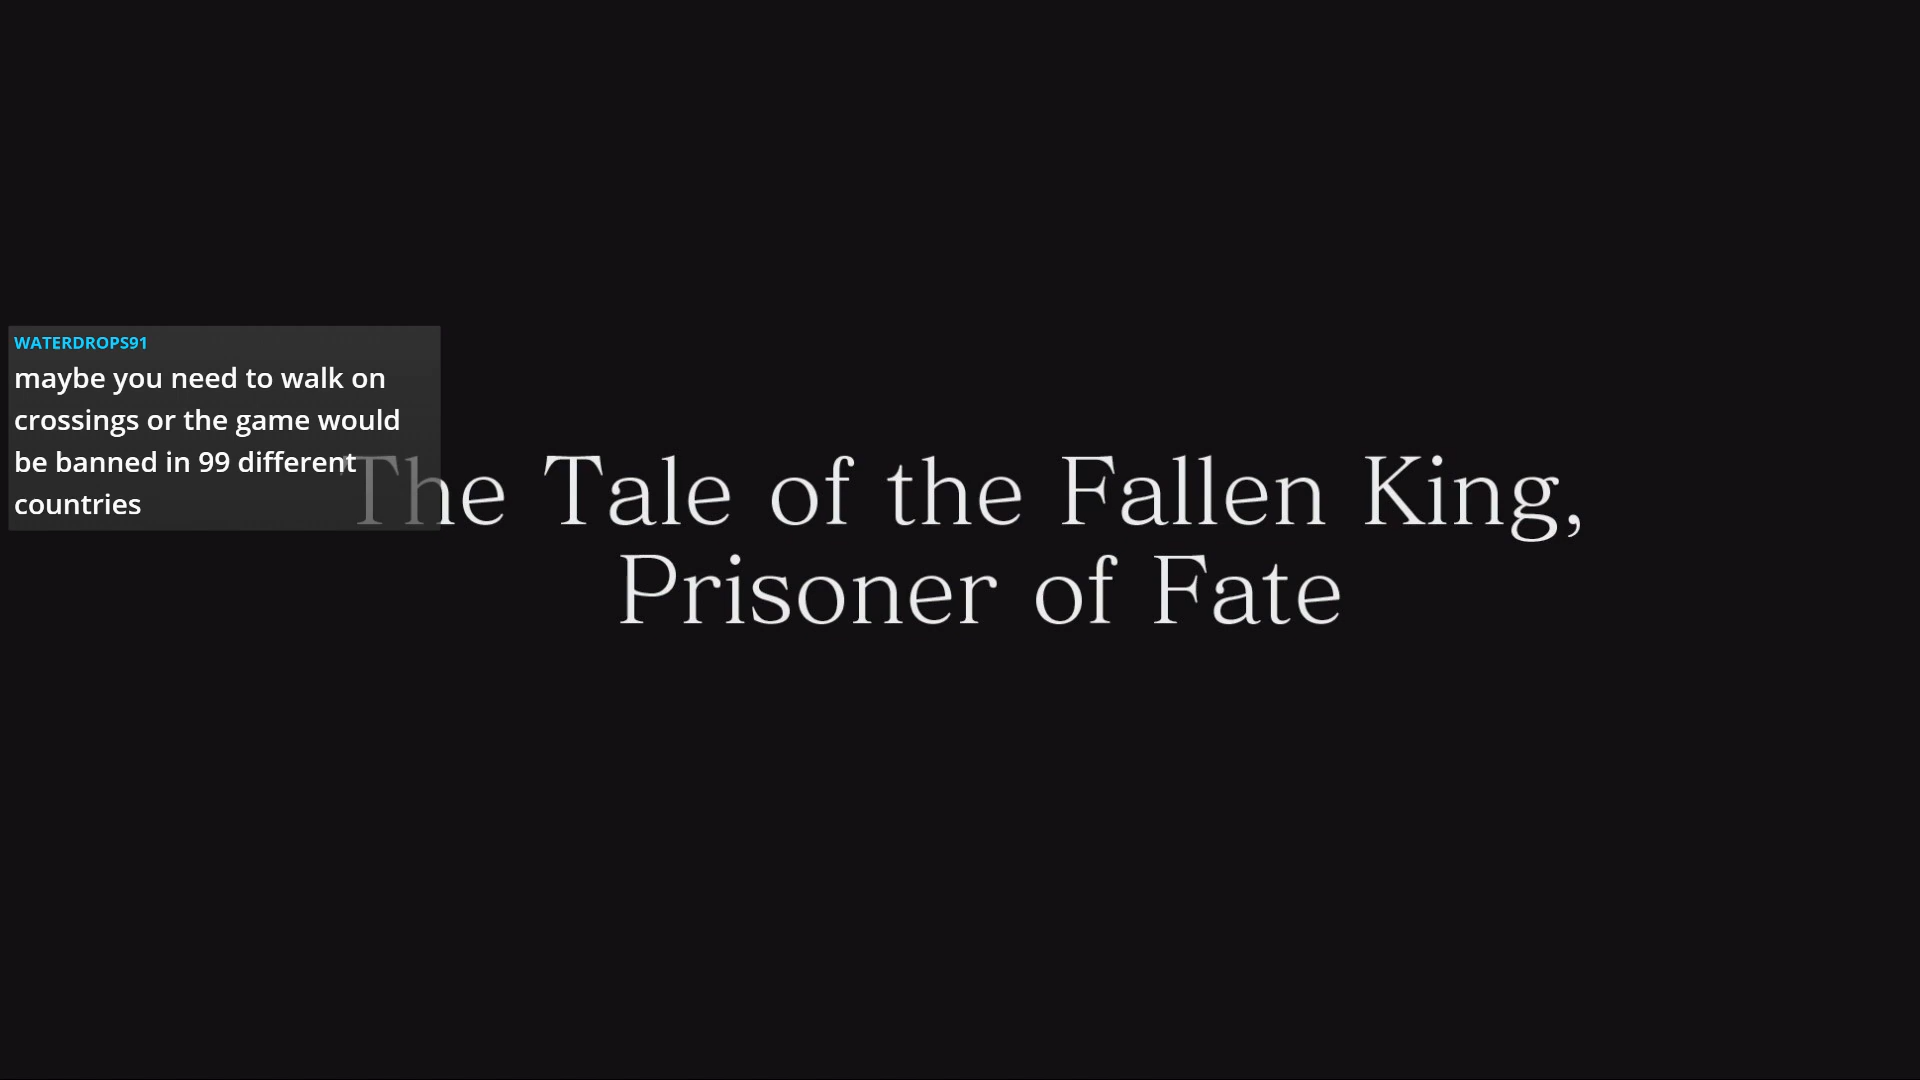 WATERDROPS91
maybe you need to walk on
crossings or the game would
be banned in 99 different
countries
The Tale of the Fallen King,
Prisoner of Fate